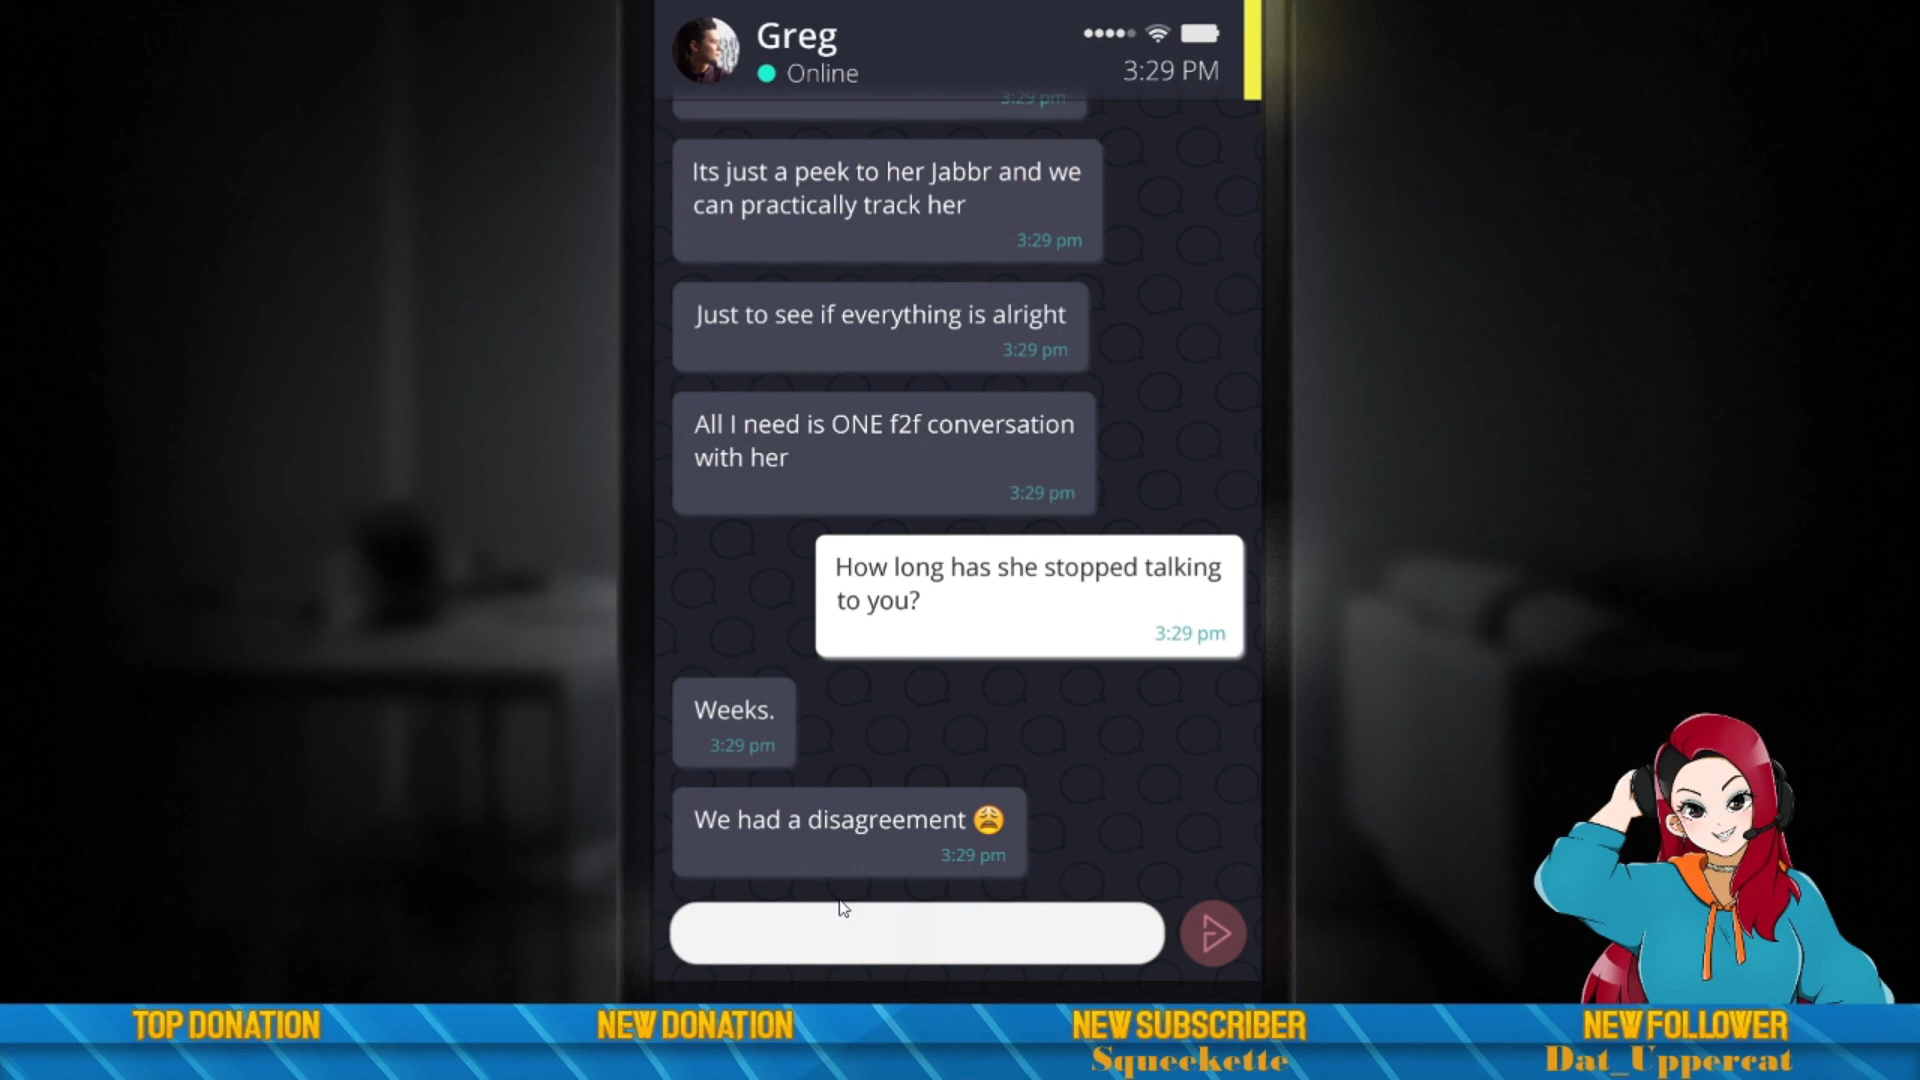 Greg
Online
3:29 PM
3:29 pm
Its just a peek to her Jabbr and we
can practically track her
3:29 pm
Just to see if everything is alright
3:29 pm
All I need is ONE f2f conversation
with her
3:29 pm
How long has she stopped talking
to you?
3:29 pm
Weeks.
3:29 pm
We had a disagreement 😩
3:29 pm
TOP DONATION
NEW DONATION
NEW SUBSCRIBER
Squeekette
NEW FOLLOWER
Dat_Uppercat